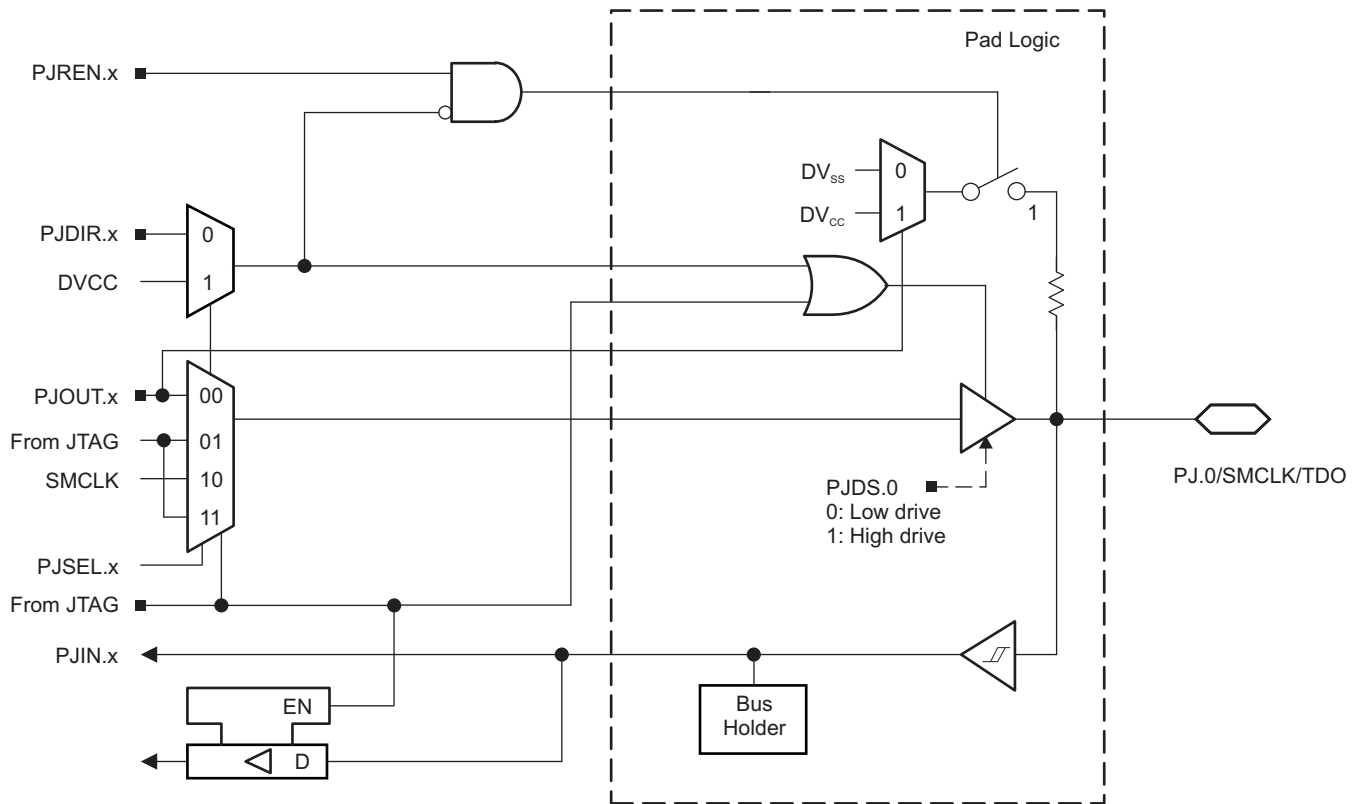 Pad Logic
PJREN.x
DVss
0
DVcc
1
1
PJDIR.x
0
DVCC
1
PJOUT.x
00
From JTAG
01
SMCLK
10
11
PJDS.0
0: Low drive
1: High drive
PJ.0/SMCLK/TDO
PJSEL.x
From JTAG
PJIN.x
Bus
Holder
EN
D